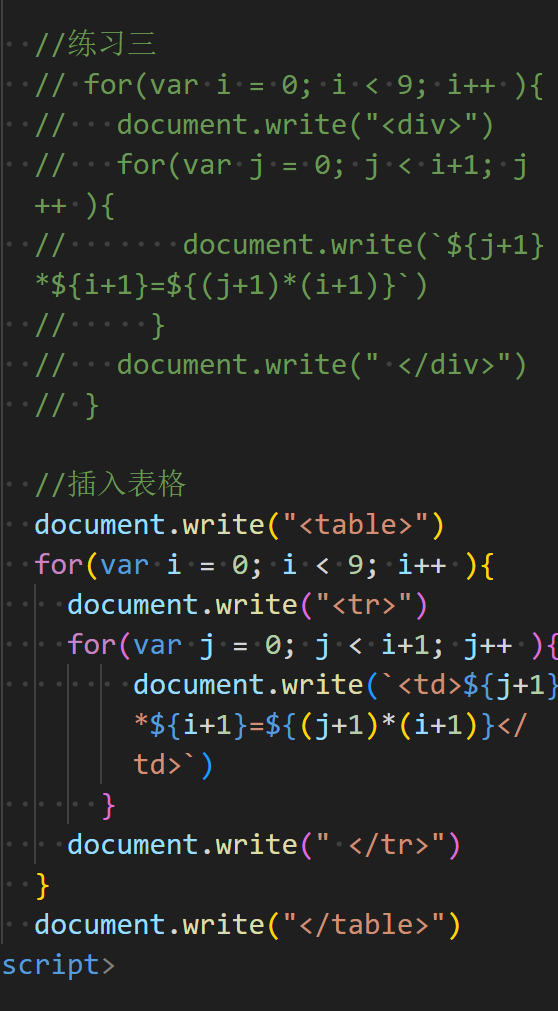 //练习三
// for(var i = 0; i < 9; i++ ){
//   document.write("<div>")
//   for(var j = 0; j < i+1; j
++ ){
//       document.write(`${j+1}
*${i+1}=${(j+1)*(i+1)}`)
//     }
//   document.write(" </div>")
// }
//插入表格
document.write("<table>")
for(var i = 0; i < 9; i++ ){
  document.write("<tr>")
  for(var j = 0; j < i+1; j++ ){
      document.write(`<td>${j+1}
*${i+1}=${(j+1)*(i+1)}</
td>`)
    }
  document.write(" </tr>")
}
document.write("</table>")
script>